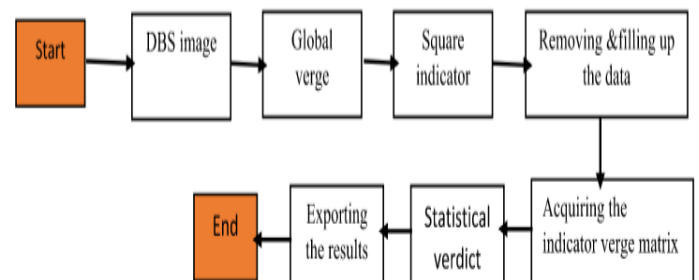 Start
DBS image
Global
verge
Square
indicator
Removing &filling up
the data
Acquiring the
indicator verge matrix
Statistical
verdict
Exporting
the results
End